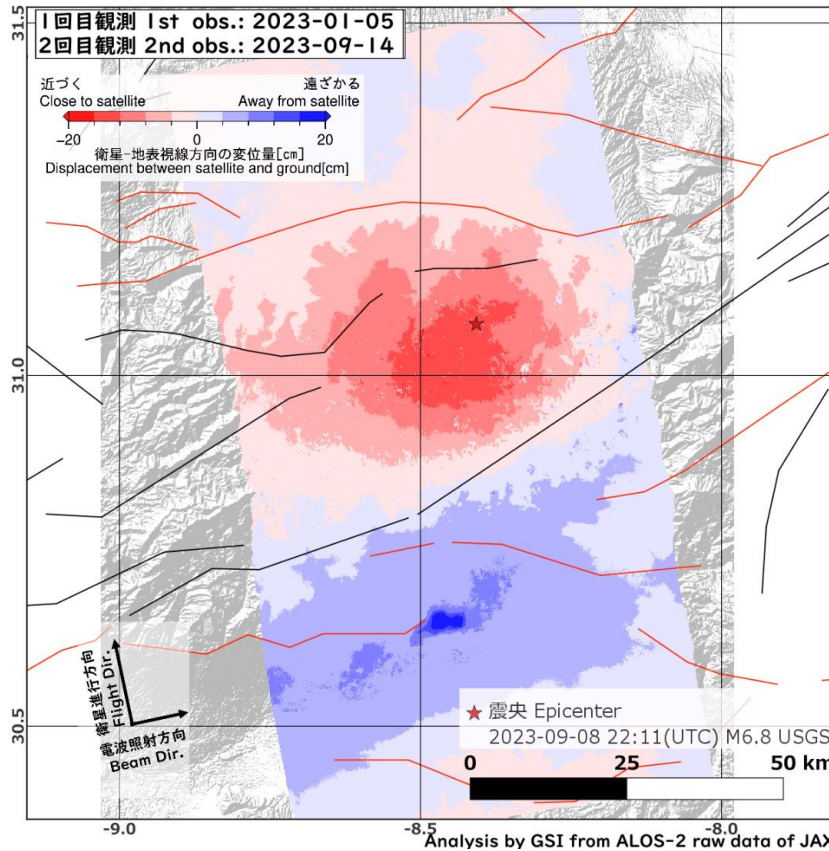 31.5
1回目観測 1st obs.: 2023-01-05
2回目観測 2nd obs.: 2023-09-14
近づく 遠ざかる
Close to satellite Away from satellite
-20 0 20
衛星-地表視線方向の変位量[cm]
Displacement between satellite and ground[cm]
31.0
30.5
衛星進行方向
Flight Dir.
電波照射方向
Beam Dir.
震央 Epicenter
2023-09-08 22:11(UTC) M6.8 USGS
0 25 50 km
-9.0 -8.5 -8.0
Analysis by GSI from ALOS-2 raw data of JAX